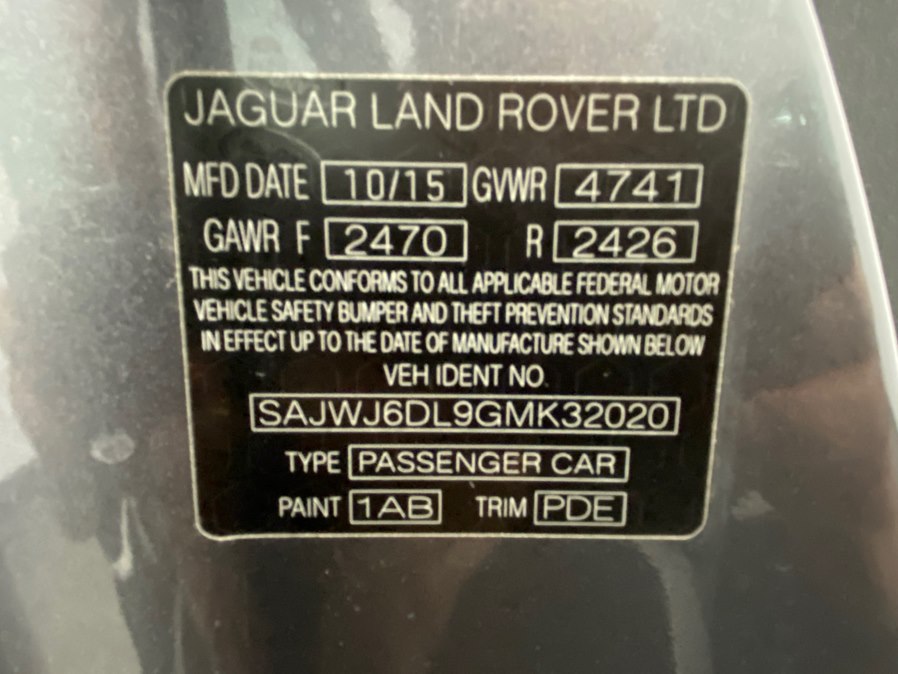 JAGUAR LAND ROVER LTD
MFD DATE 10/15 GVWR 4741
GAWR F 2470 R 2426
THIS VEHICLE CONFORMS TO ALL APPLICABLE FEDERAL MOTOR
VEHICLE SAFETY BUMPER AND THEFT PREVENTION STANDARDS
IN EFFECT UP TO THE DATE OF MANUFACTURE SHOWN BELOW
VEH IDENT NO.
SAJWJ6DL9GMK32020
TYPE PASSENGER CAR
PAINT 1AB TRIM PDE